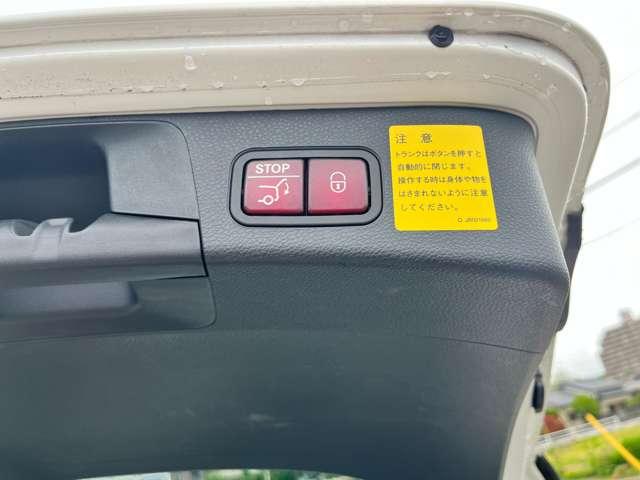 STOP
注意
トランクはボタンを押すと
自動的に閉じます。
操作する時は身体や物を
はさまれないように注意
してください。